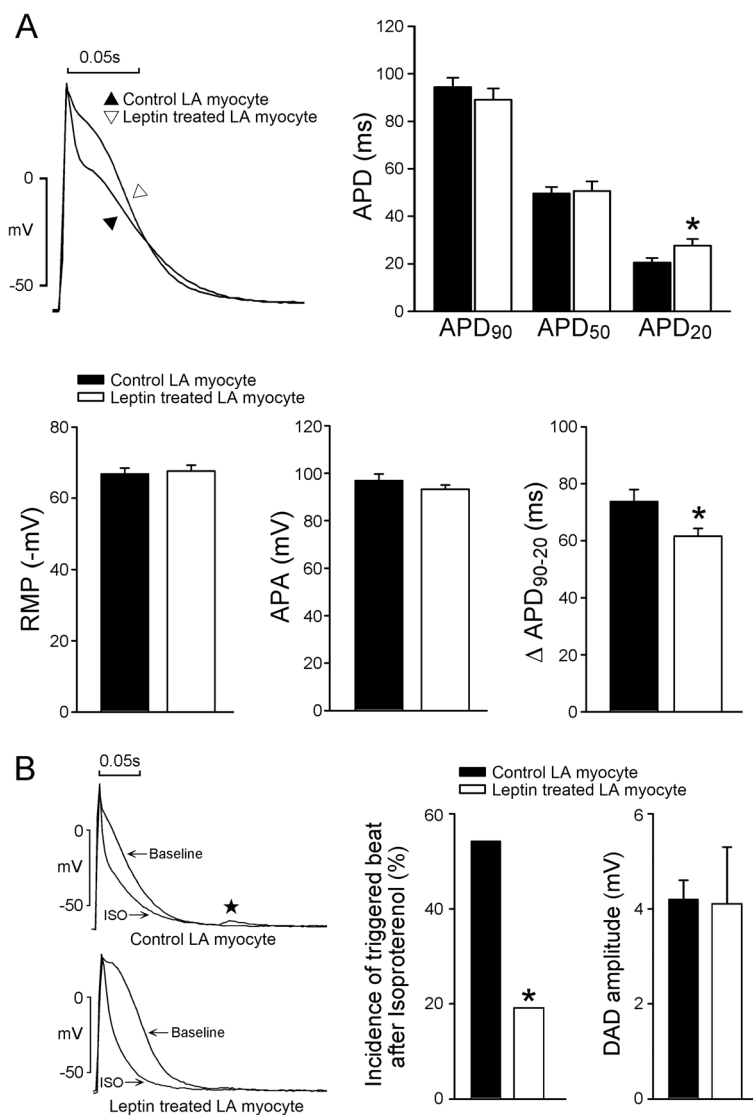 A
0.05s
▲ Control LA myocyte
▽ Leptin treated LA myocyte
0
mV
-50
APD (ms)
120
100
80
60
40
20
0
*
APD90 APD50 APD20
Control LA myocyte
Leptin treated LA myocyte
RMP (-mV)
80
60
40
20
0
APA (mV)
120
100
80
60
40
20
0
Δ APD90-20 (ms)
100
80
60
40
20
0
*
B
0.05s
0
mV
-50
Baseline
ISO
★
Control LA myocyte
0
mV
-50
Baseline
ISO
Leptin treated LA myocyte
Control LA myocyte
Leptin treated LA myocyte
Incidence of triggered beat
after Isoproterenol (%)
60
40
20
0
*
DAD amplitude (mV)
6
4
2
0